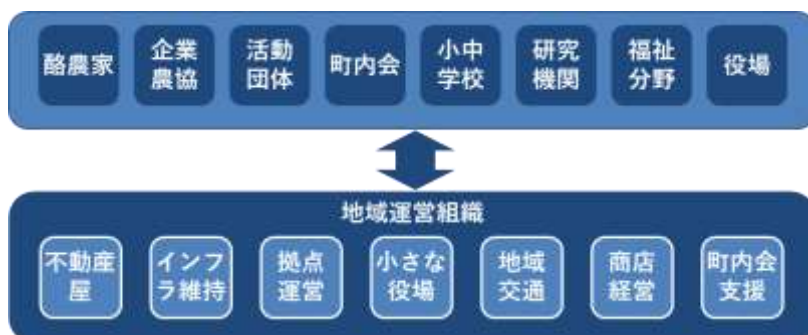 酪農家
企業
農協
活動
団体
町内会
小中
学校
研究
機関
福祉
分野
役場
地域運営組織
不動産
屋
インフ
ラ維持
拠点
運営
小さな
役場
地域
交通
商店
経営
町内会
支援